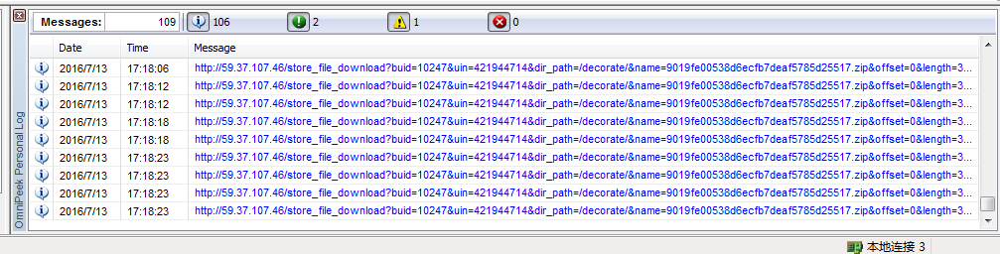 Messages: 109 106 2 1 0
Date Time Message
2016/7/13 17:18:06 http://59.37.107.46/store_file_download?buid=10247&uin=421944714&dir_path=/decorate/&name=9019fe00538d6ecfb7deaf5785d25517.zip&offset=0&length=3...
2016/7/13 17:18:12 http://59.37.107.46/store_file_download?buid=10247&uin=421944714&dir_path=/decorate/&name=9019fe00538d6ecfb7deaf5785d25517.zip&offset=0&length=3...
2016/7/13 17:18:12 http://59.37.107.46/store_file_download?buid=10247&uin=421944714&dir_path=/decorate/&name=9019fe00538d6ecfb7deaf5785d25517.zip&offset=0&length=3...
2016/7/13 17:18:18 http://59.37.107.46/store_file_download?buid=10247&uin=421944714&dir_path=/decorate/&name=9019fe00538d6ecfb7deaf5785d25517.zip&offset=0&length=3...
2016/7/13 17:18:18 http://59.37.107.46/store_file_download?buid=10247&uin=421944714&dir_path=/decorate/&name=9019fe00538d6ecfb7deaf5785d25517.zip&offset=0&length=3...
2016/7/13 17:18:23 http://59.37.107.46/store_file_download?buid=10247&uin=421944714&dir_path=/decorate/&name=9019fe00538d6ecfb7deaf5785d25517.zip&offset=0&length=3...
2016/7/13 17:18:23 http://59.37.107.46/store_file_download?buid=10247&uin=421944714&dir_path=/decorate/&name=9019fe00538d6ecfb7deaf5785d25517.zip&offset=0&length=3...
2016/7/13 17:18:23 http://59.37.107.46/store_file_download?buid=10247&uin=421944714&dir_path=/decorate/&name=9019fe00538d6ecfb7deaf5785d25517.zip&offset=0&length=3...
2016/7/13 17:18:23 http://59.37.107.46/store_file_download?buid=10247&uin=421944714&dir_path=/decorate/&name=9019fe00538d6ecfb7deaf5785d25517.zip&offset=0&length=3...
OmniPeek Personal Log
本地连接 3